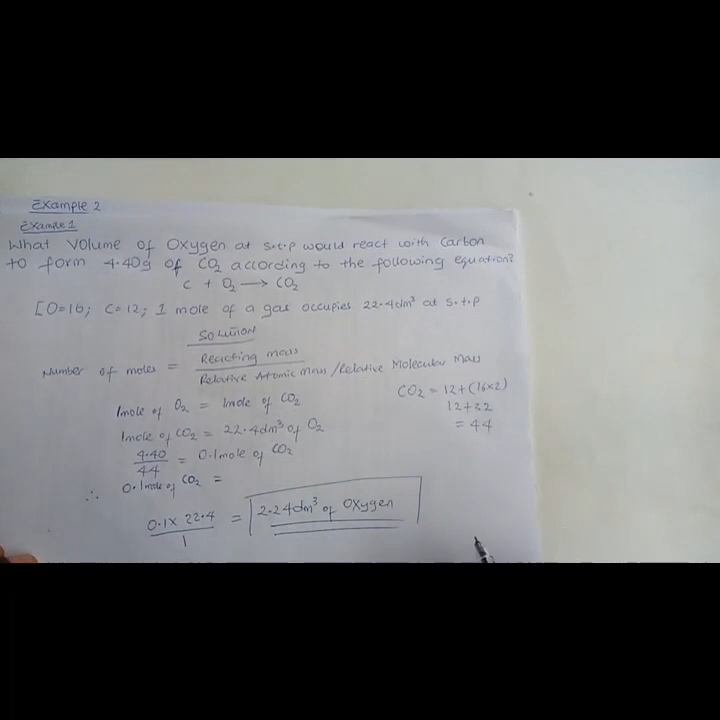 Example 2
Example 1
What volume of Oxygen at s.t.p would react with Carbon
to form 4.40g of CO₂ according to the following equation?
C + O₂ → CO₂
[O=16; C=12; 1 mole of a gas occupies 22.4dm³ at s.t.p
SOLUTION
Number of moles = Reacting mass
Relative Atomic Mass/Relative Molecular Mass
CO₂ = 12+(16x2)
12+32
= 44
1mole of O₂ = 1mole of CO₂
1mole of CO₂ = 22.4dm³ of O₂
4.40/44 = 0.1mole of CO₂
∴ 0.1mole of CO₂ =
0.1 x 22.4/1 = 2.24dm³ of Oxygen